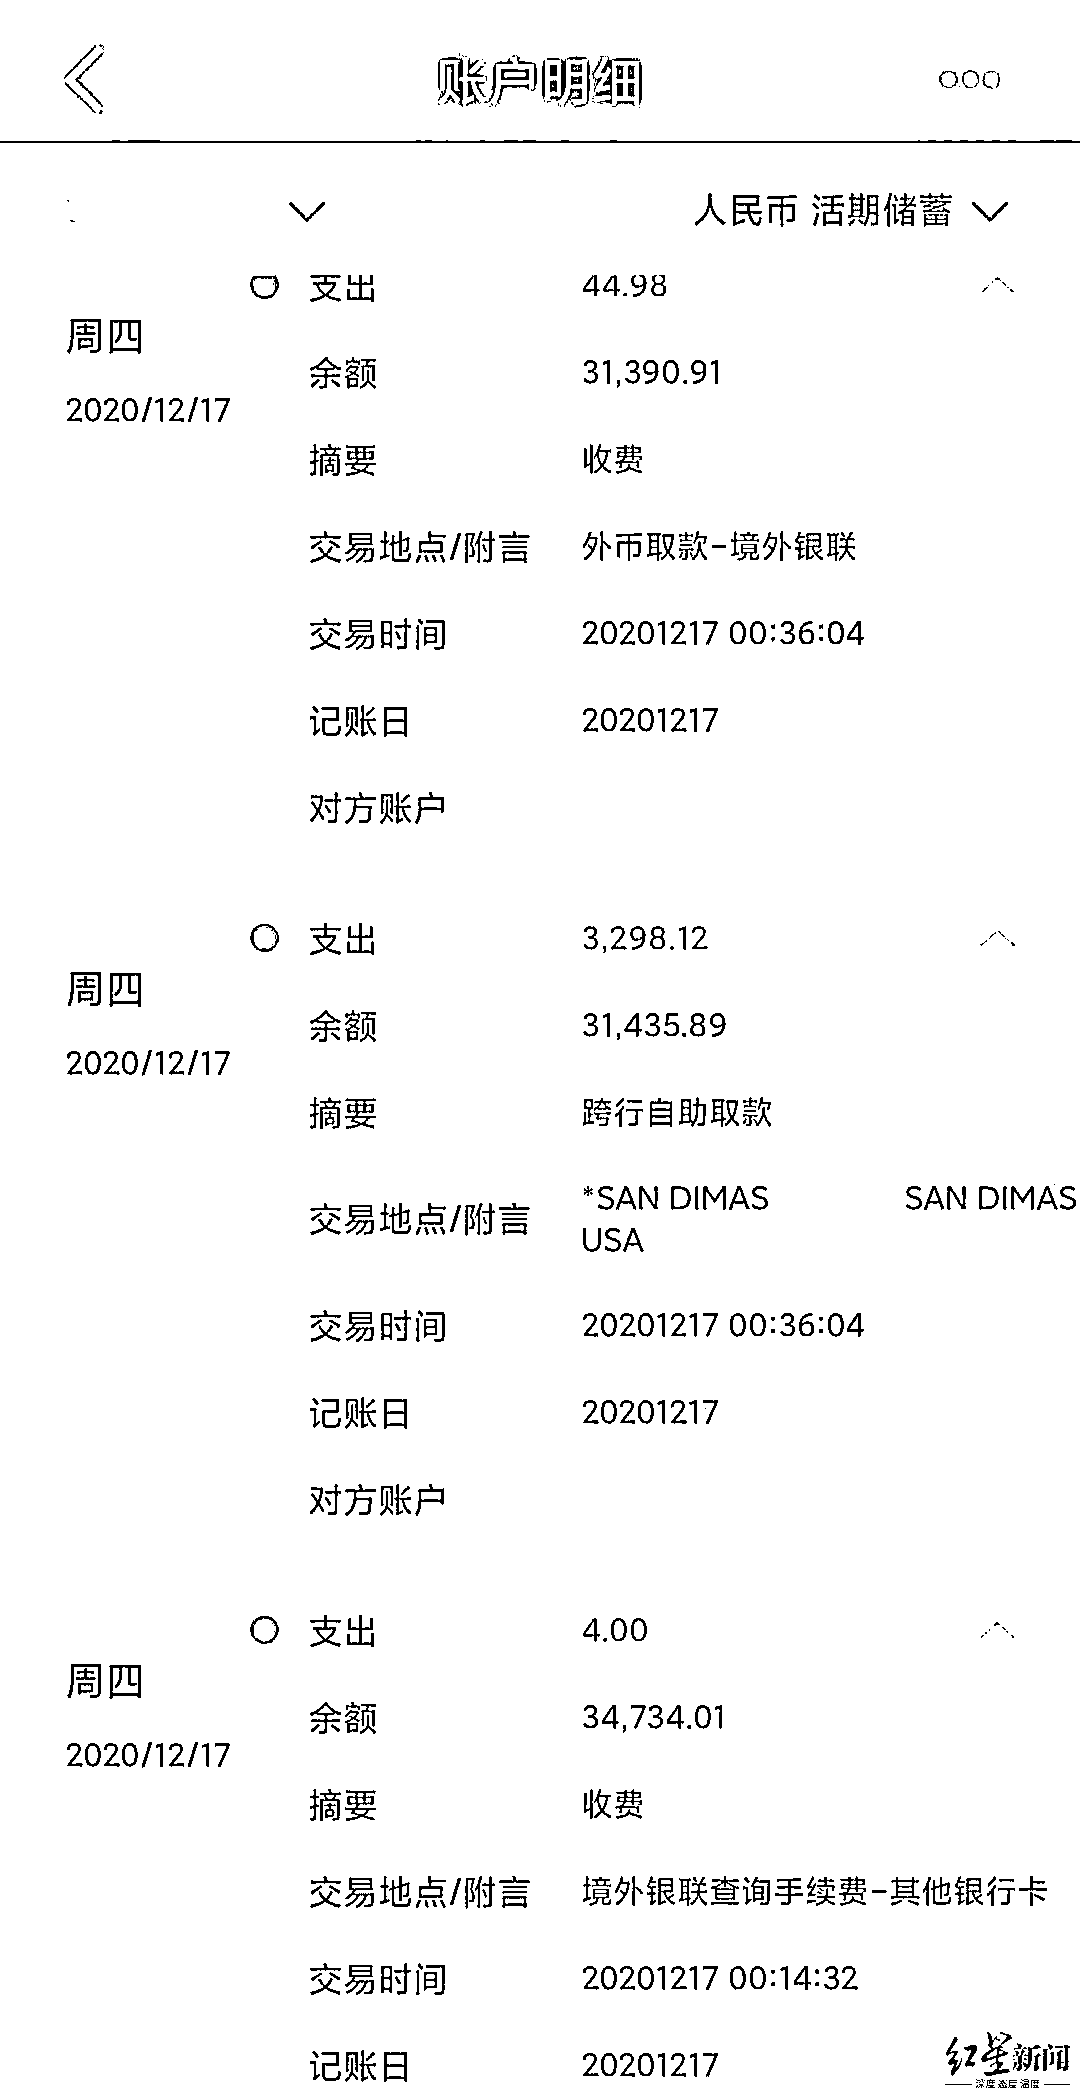 账户明细
人民币 活期储蓄
支出 44.98
周四
余额 31,390.91
2020/12/17
摘要 收费
交易地点/附言 外币取款-境外银联
交易时间 20201217 00:36:04
记账日 20201217
对方账户
支出 3,298.12
周四
余额 31,435.89
2020/12/17
摘要 跨行自助取款
交易地点/附言 *SAN DIMAS SAN DIMAS
USA
交易时间 20201217 00:36:04
记账日 20201217
对方账户
支出 4.00
周四
余额 34,734.01
2020/12/17
摘要 收费
交易地点/附言 境外银联查询手续费-其他银行卡
交易时间 20201217 00:14:32
记账日 20201217
红星新闻
深度态度温度